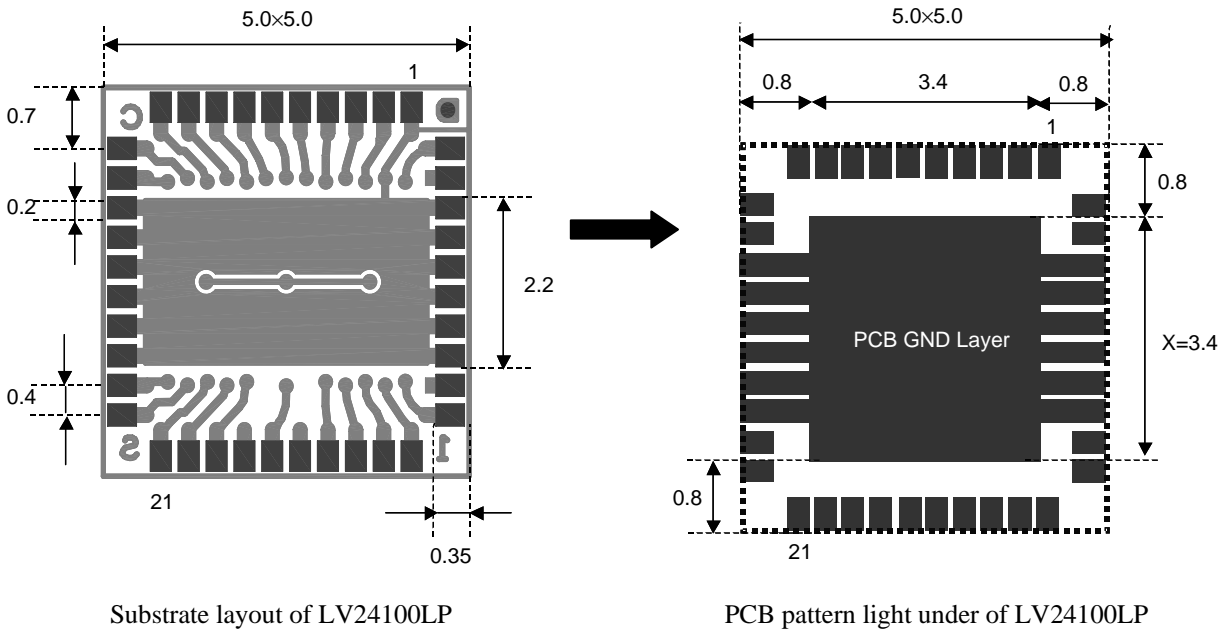 5.0×5.0
5.0×5.0
0.8
3.4
0.8
1
0.7
C
1
0.8
0.2
2.2
PCB GND Layer
X=3.4
0.4
S
1
0.8
21
21
0.35
Substrate layout of LV24100LP
PCB pattern light under of LV24100LP